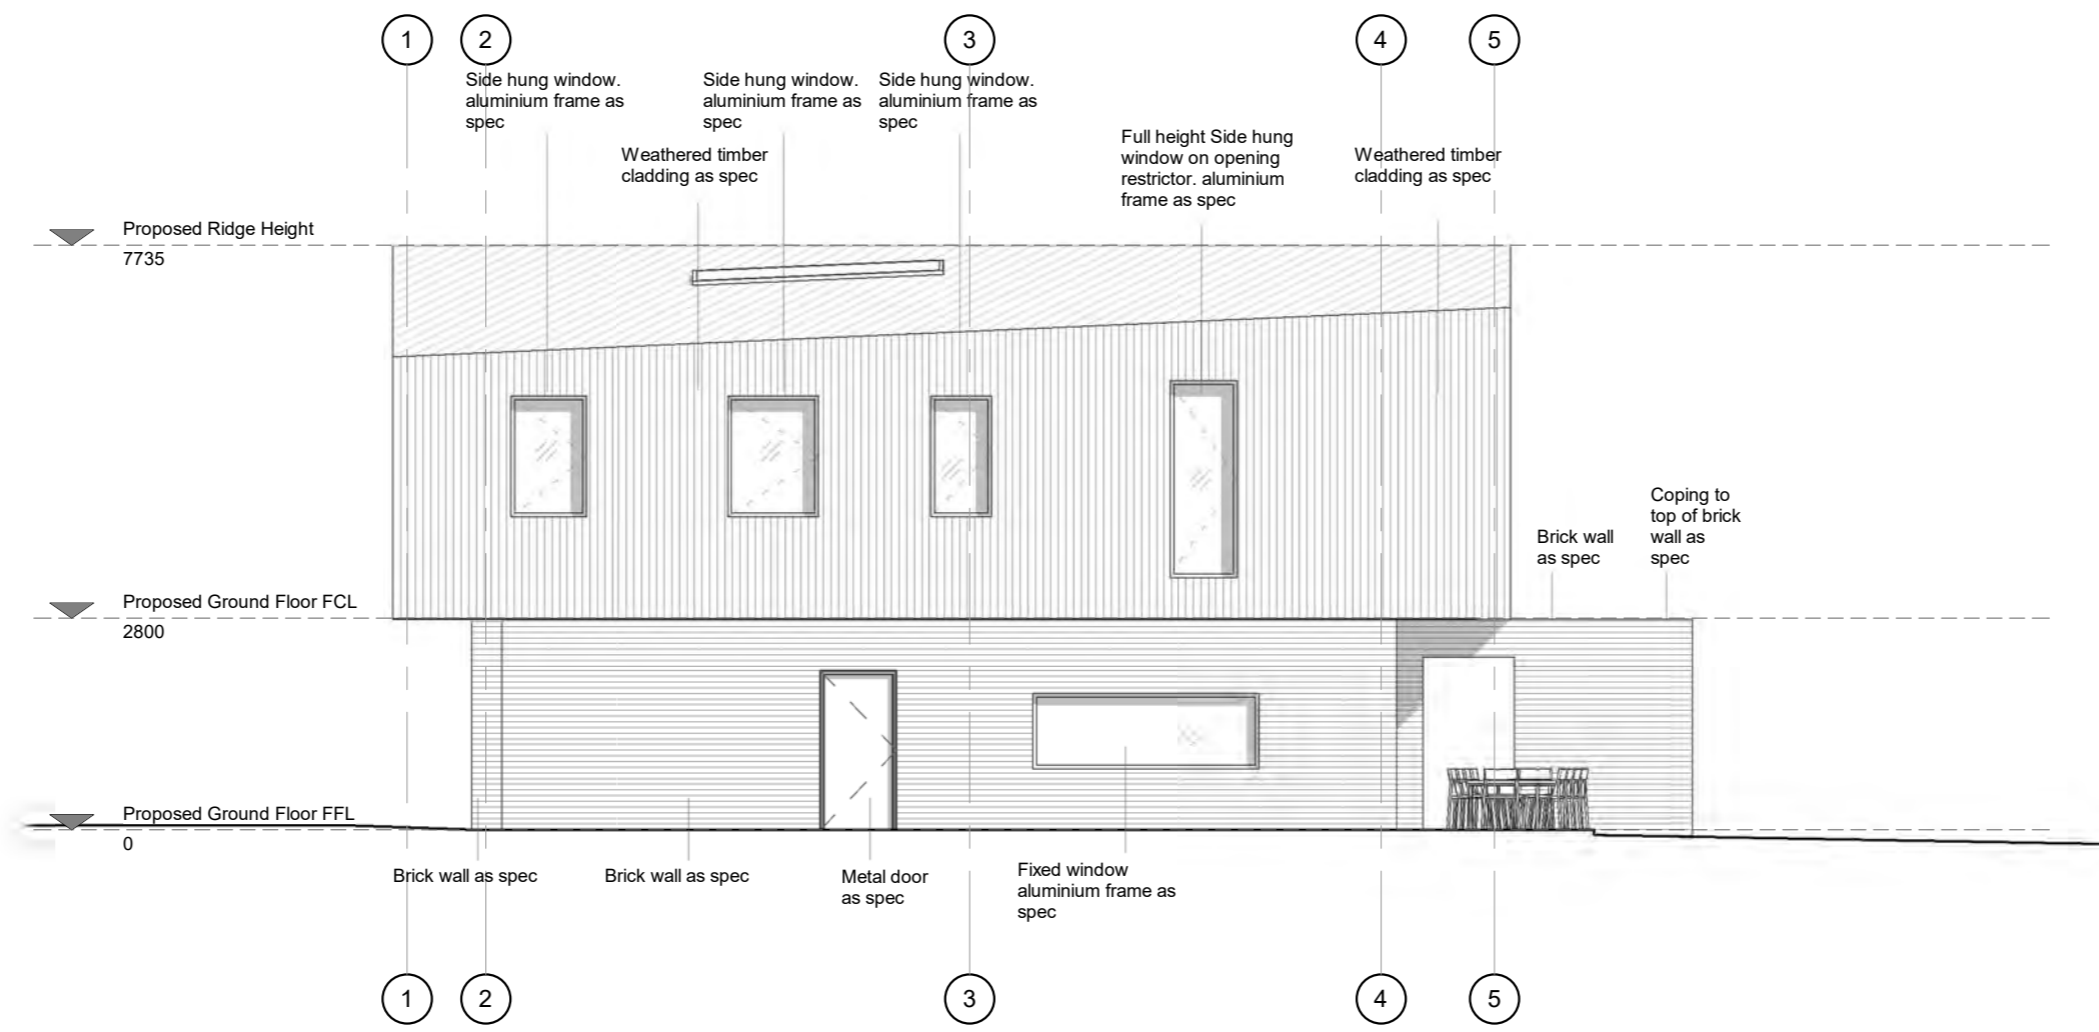 1
2
3
4
5
Side hung window.
aluminium frame as
spec
Side hung window.
aluminium frame as
spec
Side hung window.
aluminium frame as
spec
Weathered timber
cladding as spec
Full height Side hung
window on opening
restrictor. aluminium
frame as spec
Weathered timber
cladding as spec
Proposed Ridge Height
7735
Coping to
top of brick
wall as
spec
Brick wall
as spec
Proposed Ground Floor FCL
2800
Proposed Ground Floor FFL
0
Brick wall as spec
Brick wall as spec
Metal door
as spec
Fixed window
aluminium frame as
spec
1
2
3
4
5